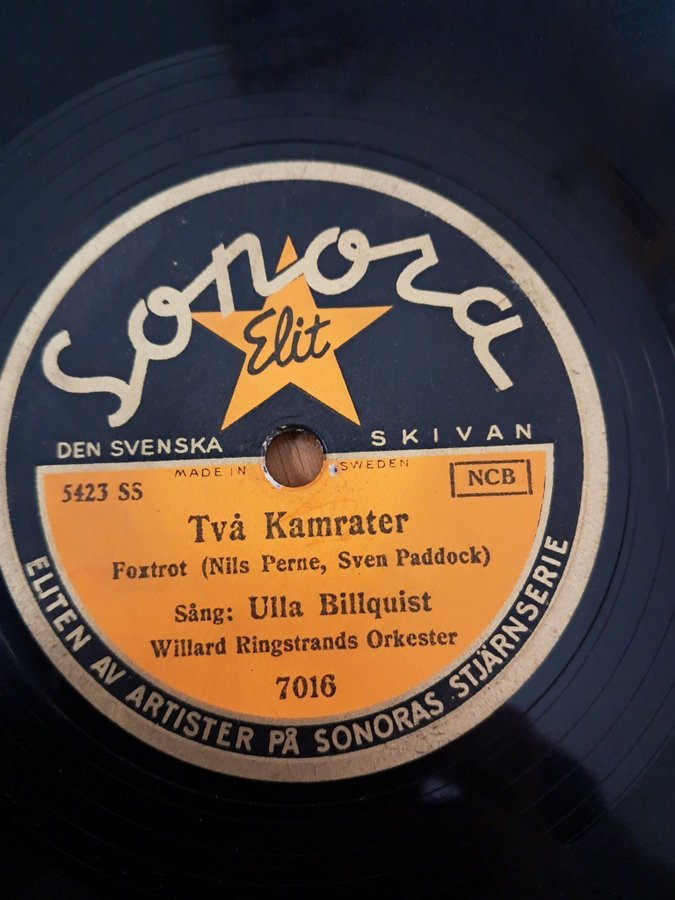 Sonora
Elit
DEN SVENSKA SKIVAN
MADE IN SWEDEN
5423 SS
NCB
Två Kamrater
Foxtrot (Nils Perne, Sven Paddock)
Sång: Ulla Billquist
Willard Ringstrands Orkester
7016
ELITEN AV ARTISTER PÅ SONORAS STJÄRNSERIE